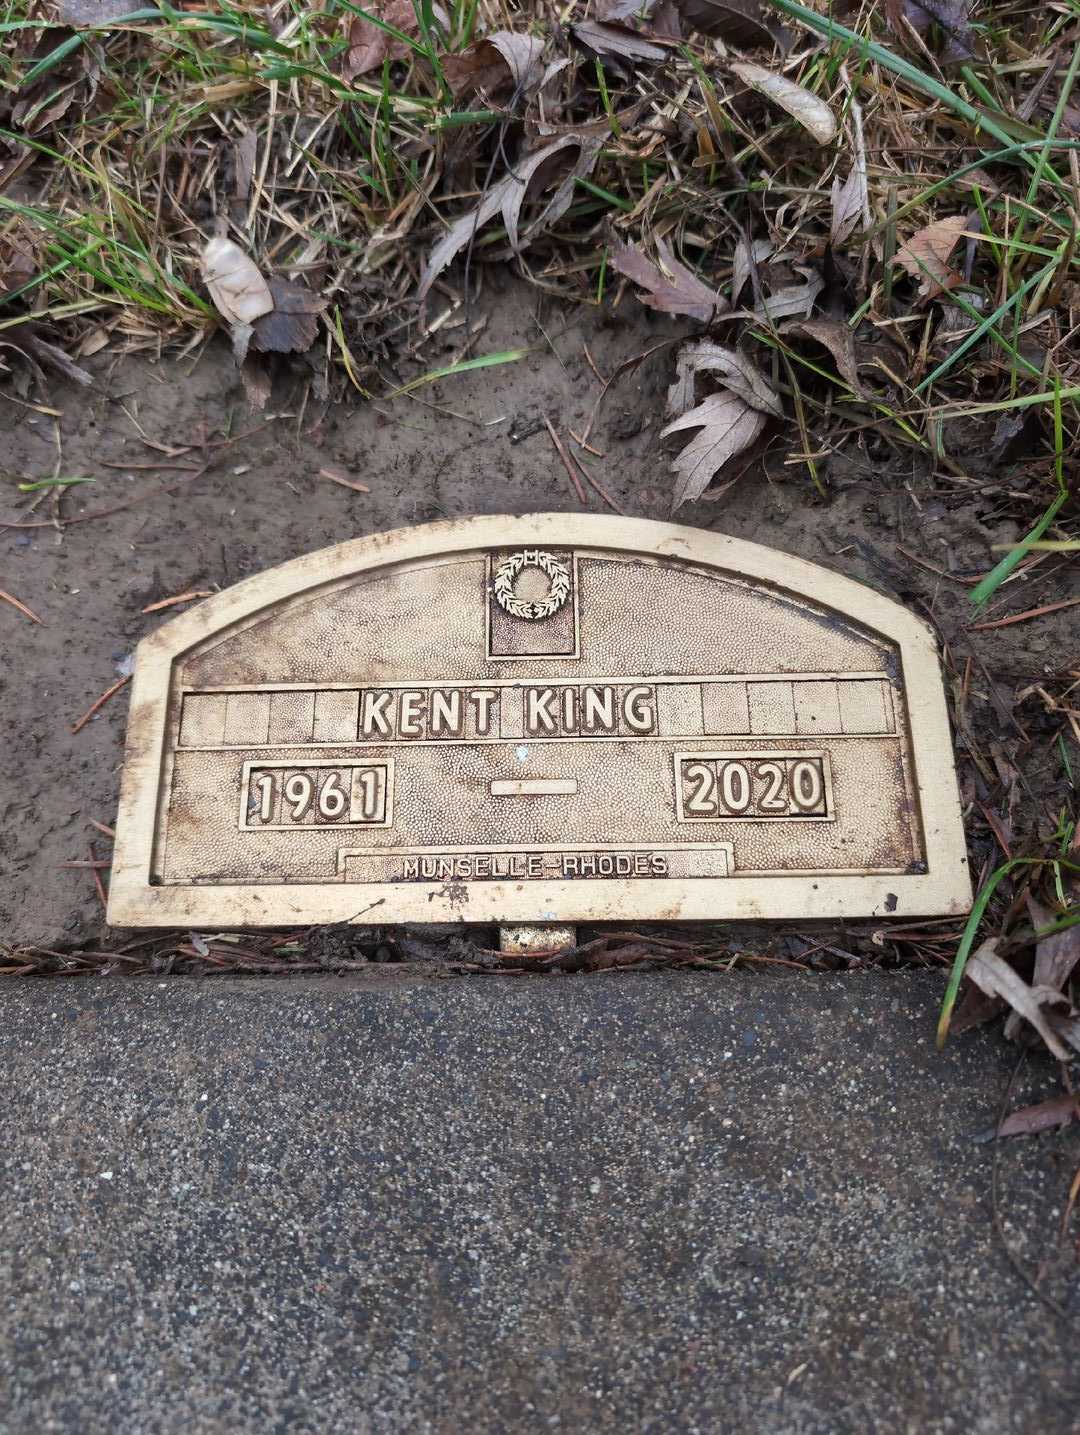 KENT KING
1961 2020
MUNSELLE-RHODES